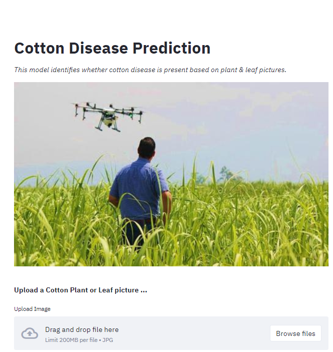 Cotton Disease Prediction
This model identifies whether cotton disease is present based on plant & leaf pictures.
Upload a Cotton Plant or Leaf picture ...
Upload Image
Drag and drop file here
Limit 200MB per file • JPG
Browse files